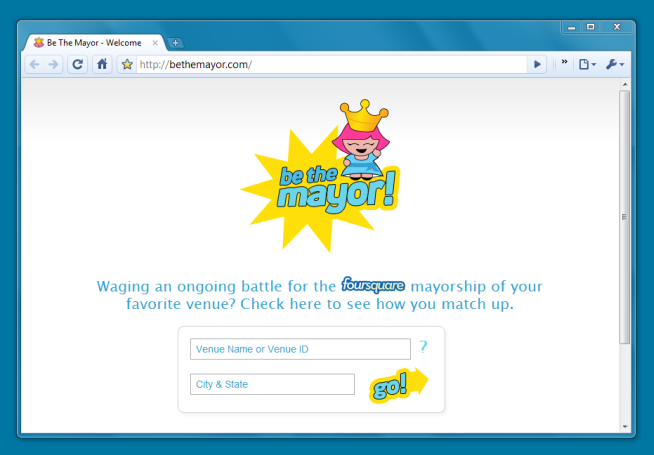 Be The Mayor - Welcome
http://bethemayor.com/
be the
mayor!
Waging an ongoing battle for the foursquare mayorship of your
favorite venue? Check here to see how you match up.
Venue Name or Venue ID
?
City & State
go!